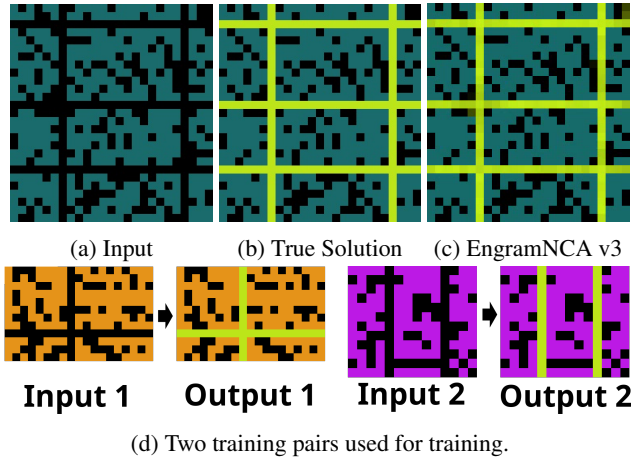 (a) Input (b) True Solution (c) EngramNCA v3
Input 1 Output 1 Input 2 Output 2
(d) Two training pairs used for training.